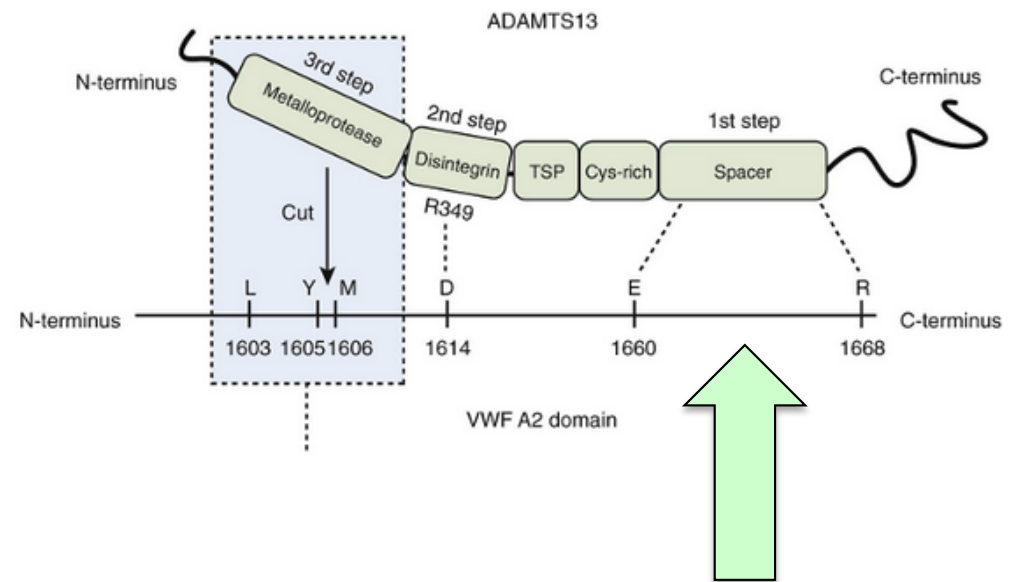 ADAMTS13
N-terminus
C-terminus
3rd step
2nd step
1st step
Metalloprotease
Disintegrin
TSP
Cys-rich
Spacer
R349
Cut
L
Y
M
D
E
R
N-terminus
C-terminus
1603
1605
1606
1614
1660
1668
VWF A2 domain